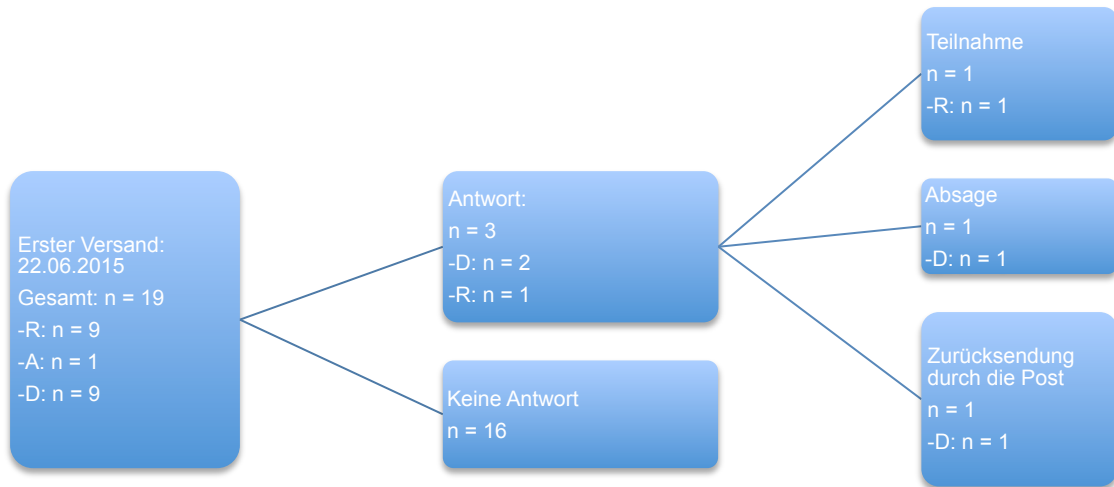 Erster Versand:
22.06.2015
Gesamt: n = 19
-R: n = 9
-A: n = 1
-D: n = 9
Antwort:
n = 3
-D: n = 2
-R: n = 1
Keine Antwort
n = 16
Teilnahme
n = 1
-R: n = 1
Absage
n = 1
-D: n = 1
Zurücksendung
durch die Post
n = 1
-D: n = 1